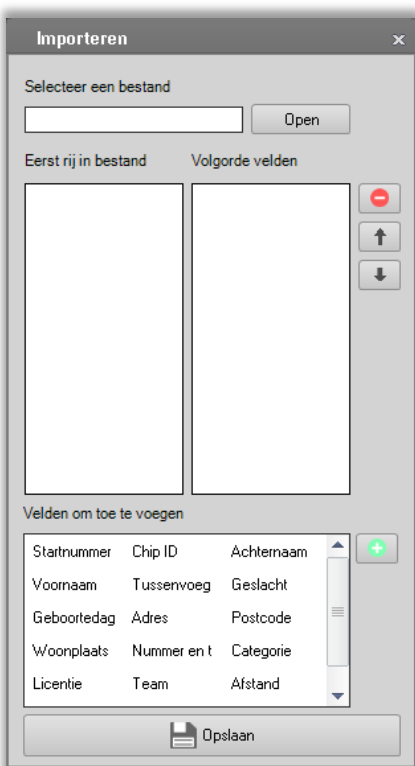 Importeren
Selecteer een bestand
Open
Eerst rij in bestand Volgorde velden
Velden om toe te voegen
Startnummer Chip ID Achternaam
Voornaam Tussenvoeg Geslacht
Geboortedag Adres Postcode
Woonplaats Nummer en t Categorie
Licentie Team Afstand
Opslaan